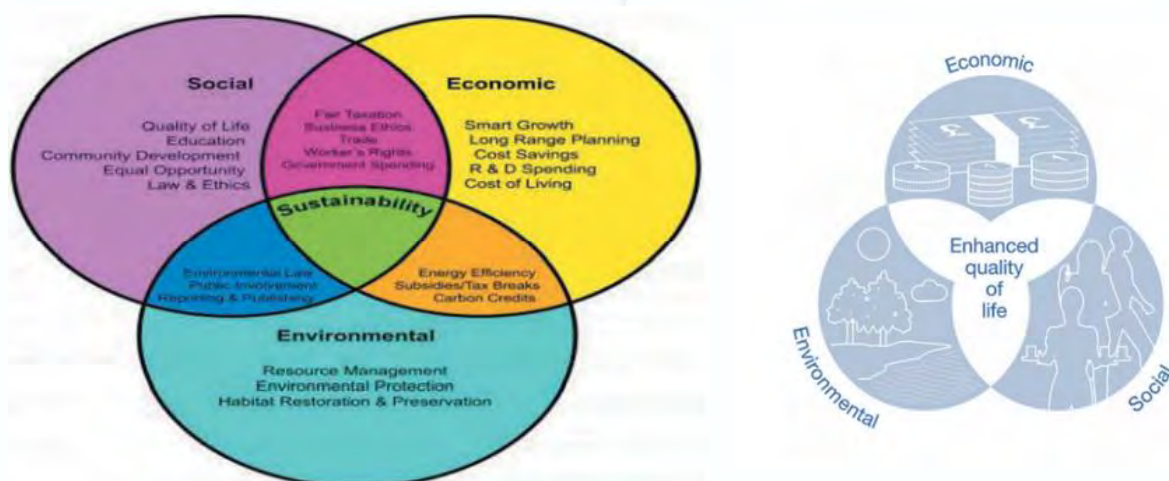 Social
Quality of Life
Education
Community Development
Equal Opportunity
Law & Ethics
Fair Taxation
Business Ethics
Trade
Worker's Rights
Government Spending
Economic
Smart Growth
Long Range Planning
Cost Savings
R & D Spending
Cost of Living
Sustainability
Environmental Law
Public Involvement
Reporting & Publishing
Energy Efficiency
Subsidies/Tax Breaks
Carbon Credits
Environmental
Resource Management
Environmental Protection
Habitat Restoration & Preservation
Economic
£
£
Enhanced
quality
of
life
Environmental
Social